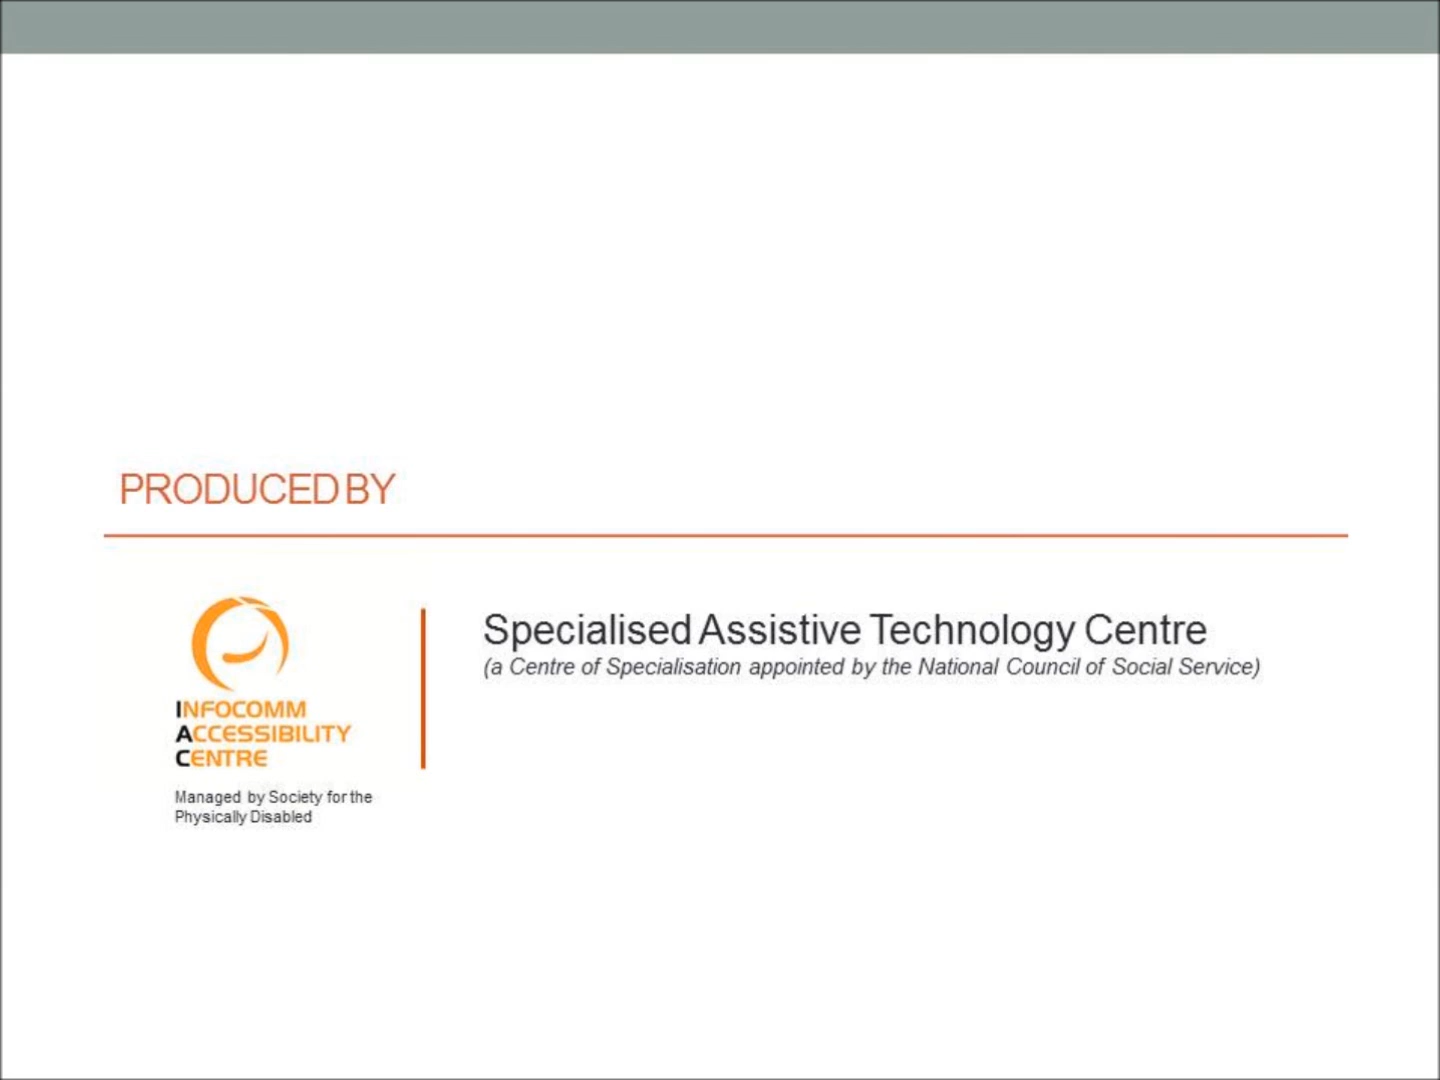 PRODUCED BY
INFOCOMM
ACCESSIBILITY
CENTRE
Managed by Society for the
Physically Disabled
Specialised Assistive Technology Centre
(a Centre of Specialisation appointed by the National Council of Social Service)